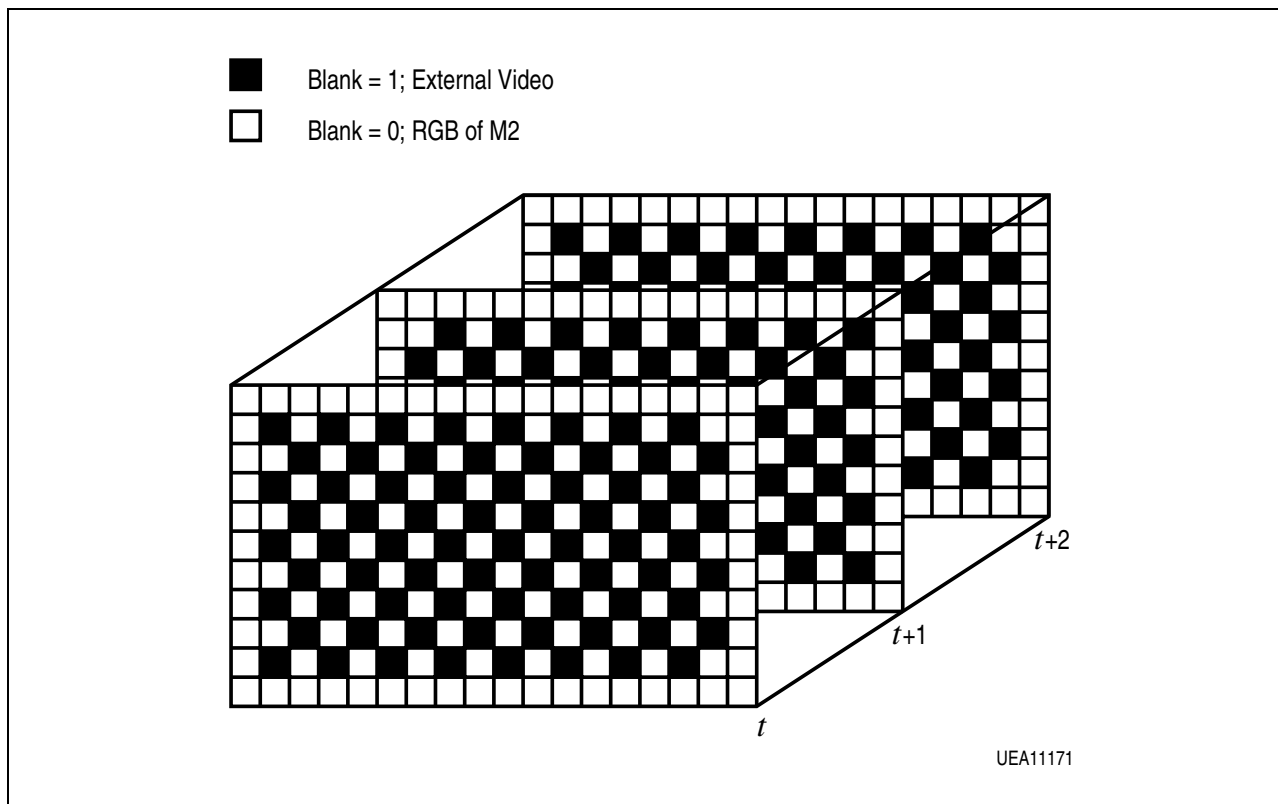 Blank = 1; External Video
Blank = 0; RGB of M2
t+2
t+1
t
UEA11171